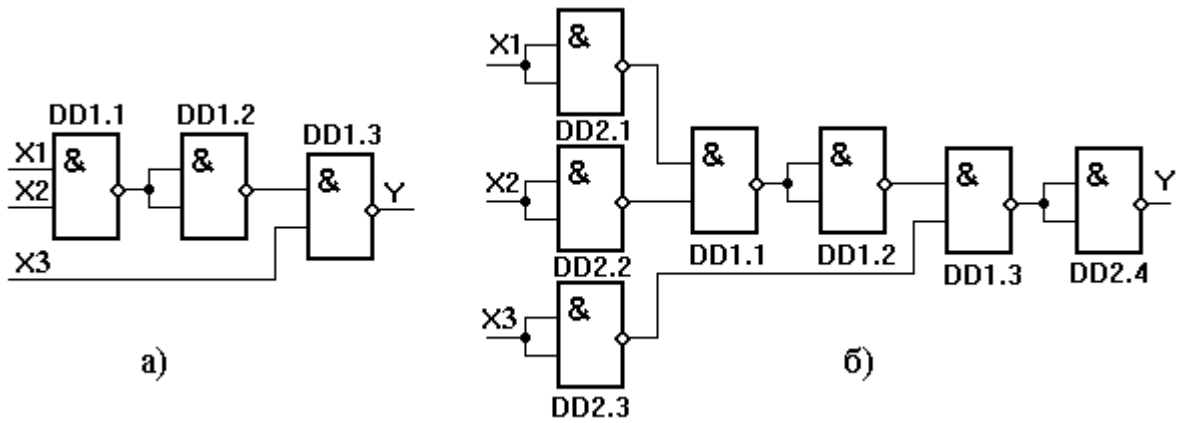 DD1.1
DD1.2
DD1.3
X1
X2
X3
&
&
&
Y
а)
X1
X2
X3
&
DD2.1
&
DD2.2
&
DD2.3
&
DD1.1
&
DD1.2
&
DD1.3
&
DD2.4
Y
б)